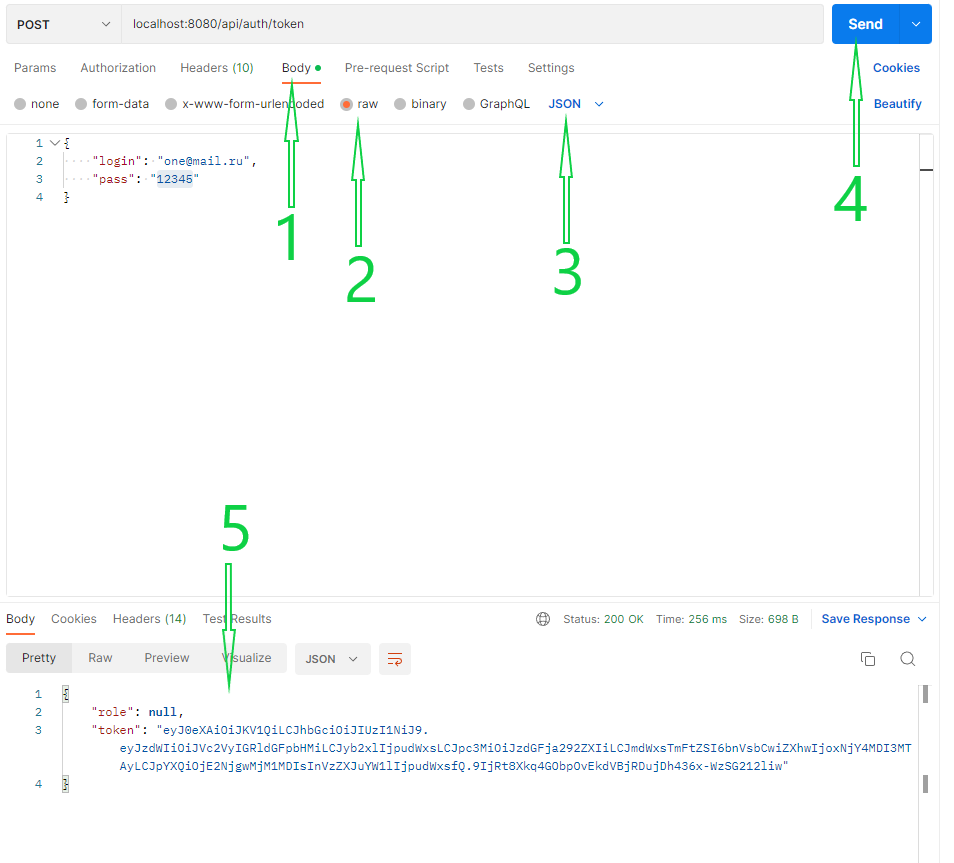 POST localhost:8080/api/auth/token Send
Params Authorization Headers (10) Body Pre-request Script Tests Settings Cookies
none form-data x-www-form-urlencoded raw binary GraphQL JSON Beautify
1 {
2 "login": "one@mail.ru",
3 "pass": "12345"
4 }
1
2
3
4
5
Body Cookies Headers (14) Test Results Status: 200 OK Time: 256 ms Size: 698 B Save Response
Pretty Raw Preview Visualize JSON
1 {
2 "role": null,
3 "token": "eyJ0eXAiOiJKV1QiLCJhbGciOiJIUzI1NiJ9.
eyJzdWIiOiJVc2VyIGRldGFpbHMiLCJyb2xlIjpudWxsLCJpc3MiOiJzdGFja292ZXIiLCJmdWxsTmFtZSI6bnVsbCwiZXhwIjoxNjY4MDI3MT
AyLCJpYXQiOjE2NjgwMjM1MDIsInVzZXJuYW1lIjpudWxsfQ.9IjRt8Xkq4GObpOvEkdVBjRDujDh436x-WzSG212liw"
4 }